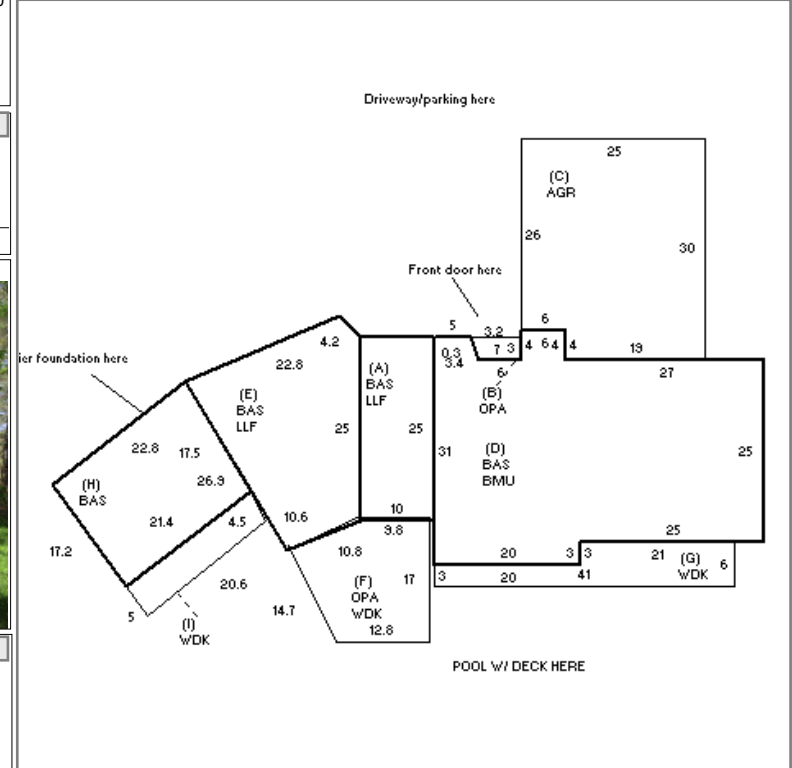 Driveway/parking here
25
(C)
AGR
26
30
Front door here
6
5
3.2
4.2
4
6 4
4
19
7 3
0.3
3.4
ier foundation here
22.8
(A)
BAS
LLF
6
27
(B)
OPA
(E)
BAS
LLF
25
25
31
(D)
BAS
BMU
25
22.8
17.5
26.9
(H)
BAS
21.4
4.5
10.6
10
9.8
25
17.2
10.8
20
3
3
21
(G)
WDK
6
20.6
(F)
OPA
WDK
17
3
20
41
5
(I)
WDK
14.7
12.8
POOL W/ DECK HERE